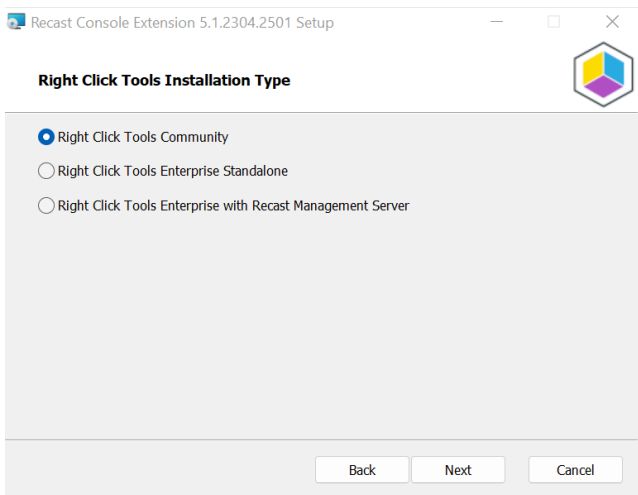 Recast Console Extension 5.1.2304.2501 Setup
Right Click Tools Installation Type
Right Click Tools Community
Right Click Tools Enterprise Standalone
Right Click Tools Enterprise with Recast Management Server
Back Next Cancel